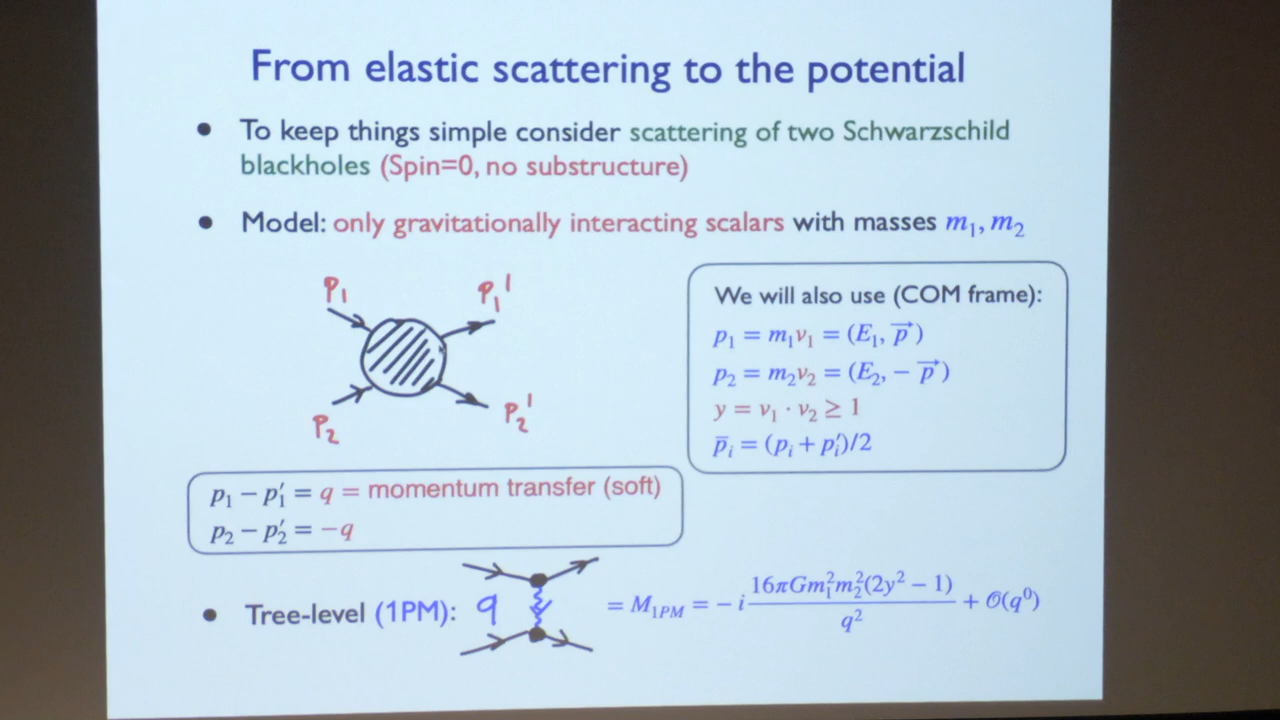 From elastic scattering to the potential
• To keep things simple consider scattering of two Schwarzschild
blackholes (Spin=0, no substructure)
• Model: only gravitationally interacting scalars with masses m₁, m₂
p₁
p₁'
p₂
p₂'
We will also use (COM frame):
p₁ = m₁v₁ = (E₁, p⃗)
p₂ = m₂v₂ = (E₂, − p⃗)
y = v₁ · v₂ ≥ 1
p̄ᵢ = (pᵢ + pᵢ′)/2
p₁ − p₁′ = q = momentum transfer (soft)
p₂ − p₂′ = −q
• Tree-level (1PM): q = M₁PM = − i 16πGm₁²m₂²(2y² − 1) / q² + 𝒪(q⁰)